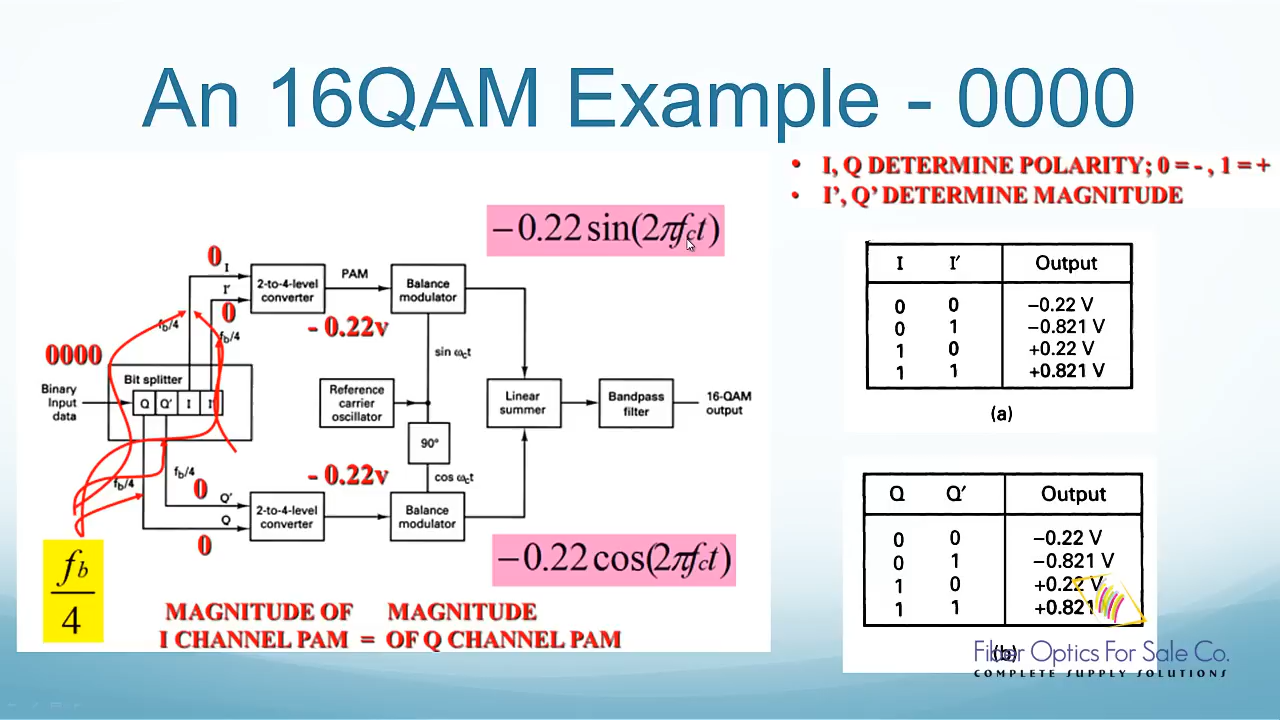 An 16QAM Example - 0000
• I, Q DETERMINE POLARITY; 0 = - , 1 = +
• I', Q' DETERMINE MAGNITUDE
−0.22 sin(2πfct)
0
I
I'
0
2-to-4-level
converter
PAM
Balance
modulator
- 0.22v
fb/4
fb/4
0000
Binary
Input
data
Bit splitter
Q Q' I I'
sin ωct
Reference
carrier
oscillator
Linear
summer
Bandpass
filter
16-QAM
output
90°
fb/4
fb/4
- 0.22v
cos ωct
0
Q'
Q
0
2-to-4-level
converter
Balance
modulator
fb
4
−0.22 cos(2πfct)
MAGNITUDE OF MAGNITUDE
I CHANNEL PAM = OF Q CHANNEL PAM
I I' Output
0 0 −0.22 V
0 1 −0.821 V
1 0 +0.22 V
1 1 +0.821 V
(a)
Q Q' Output
0 0 −0.22 V
0 1 −0.821 V
1 0 +0.22 V
1 1 +0.821
(b)
Fiber Optics For Sale Co.
COMPLETE SUPPLY SOLUTIONS